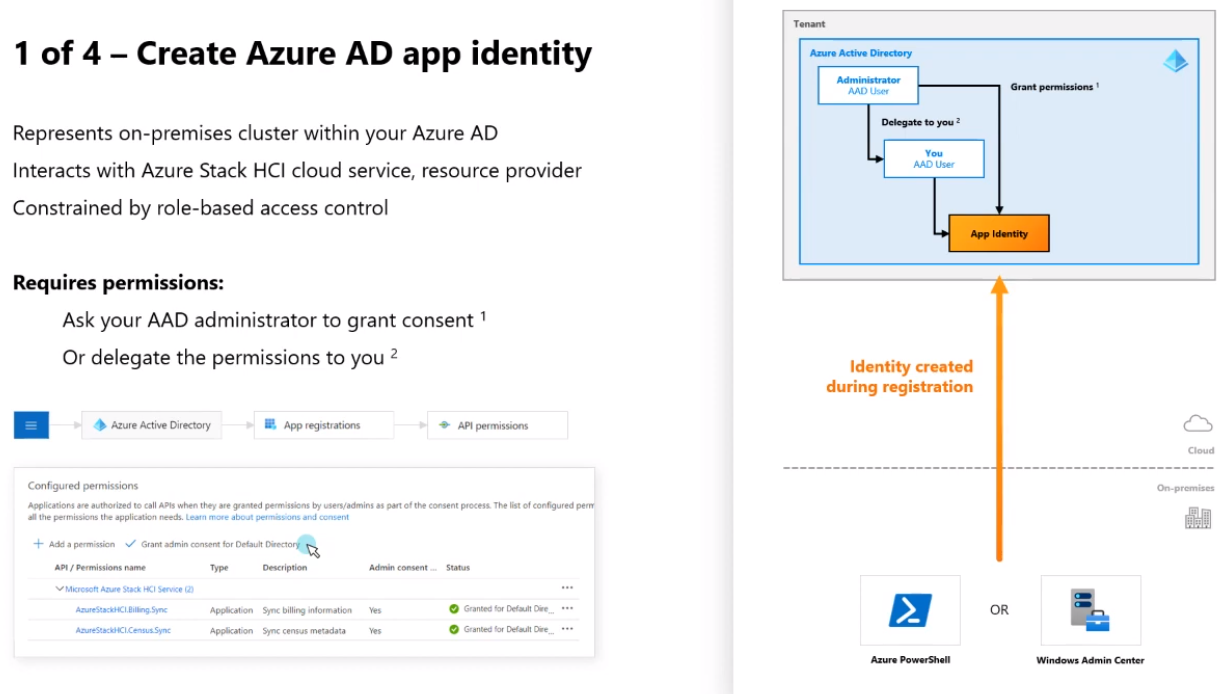 1 of 4 – Create Azure AD app identity
Represents on-premises cluster within your Azure AD
Interacts with Azure Stack HCI cloud service, resource provider
Constrained by role-based access control
Requires permissions:
Ask your AAD administrator to grant consent 1
Or delegate the permissions to you 2
Azure Active Directory
App registrations
API permissions
Configured permissions
Applications are authorized to call APIs when they are granted permissions by users/admins as part of the consent process. The list of configured perm
all the permissions the application needs. Learn more about permissions and consent
Add a permission Grant admin consent for Default Directory
API / Permissions name Type Description Admin consent ... Status
Microsoft Azure Stack HCI Service (2) ...
AzureStackHCI.Billing.Sync Application Sync billing information Yes Granted for Default Dire_ ...
AzureStackHCI.Census.Sync Application Sync census metadata Yes Granted for Default Dire_ ...
Tenant
Azure Active Directory
Administrator
AAD User
Grant permissions 1
Delegate to you 2
You
AAD User
App Identity
Identity created
during registration
Cloud
On-premises
OR
Azure PowerShell
Windows Admin Center